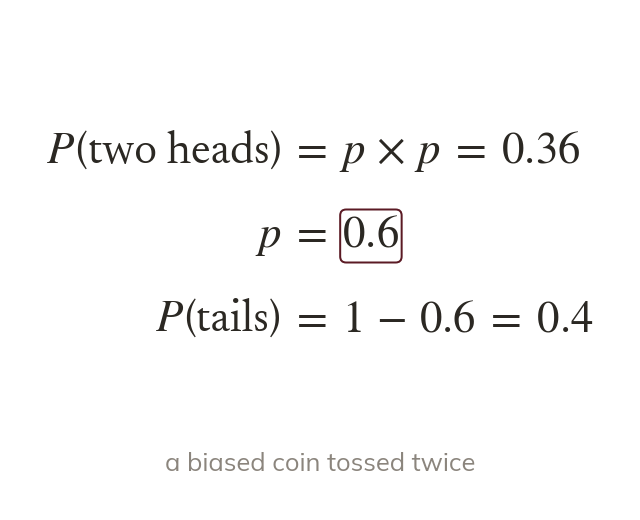 P(two heads) = p × p = 0.36
p = 0.6
P(tails) = 1 − 0.6 = 0.4
a biased coin tossed twice